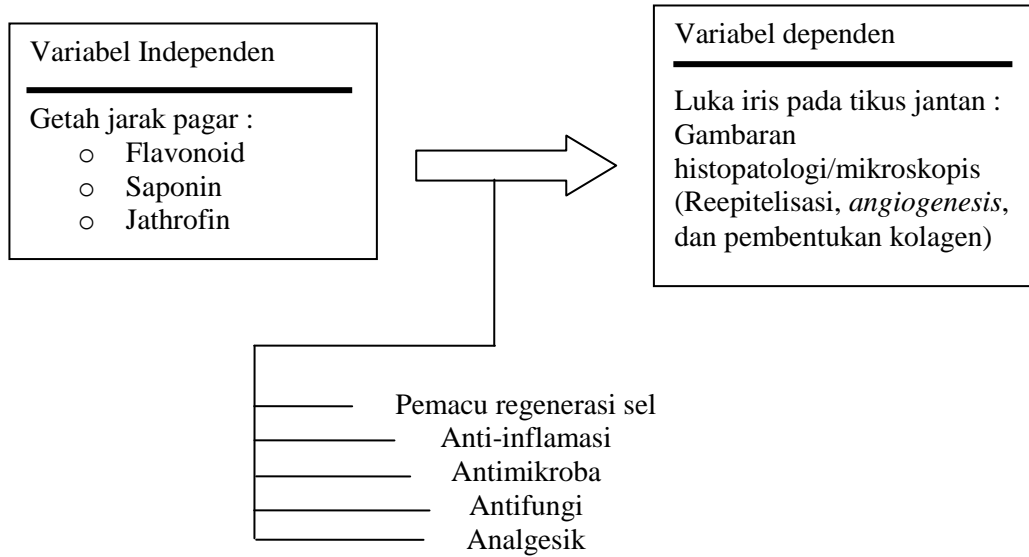 Variabel Independen
Getah jarak pagar :
o Flavonoid
o Saponin
o Jathrofin
Variabel dependen
Luka iris pada tikus jantan :
Gambaran
histopatologi/mikroskopis
(Reepitelisasi, angiogenesis,
dan pembentukan kolagen)
Pemacu regenerasi sel
Anti-inflamasi
Antimikroba
Antifungi
Analgesik